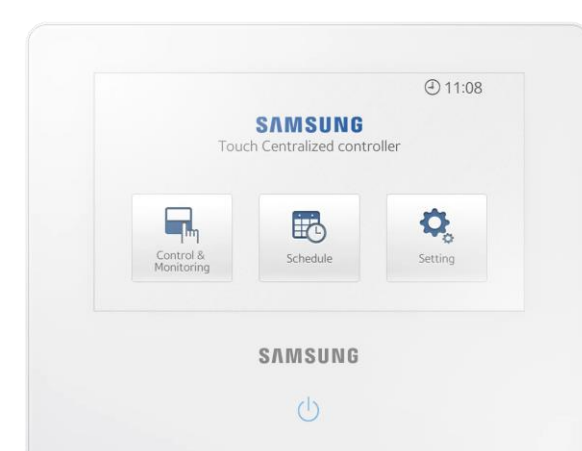 11:08
SAMSUNG
Touch Centralized controller
Control &
Monitoring
Schedule
Setting
SAMSUNG